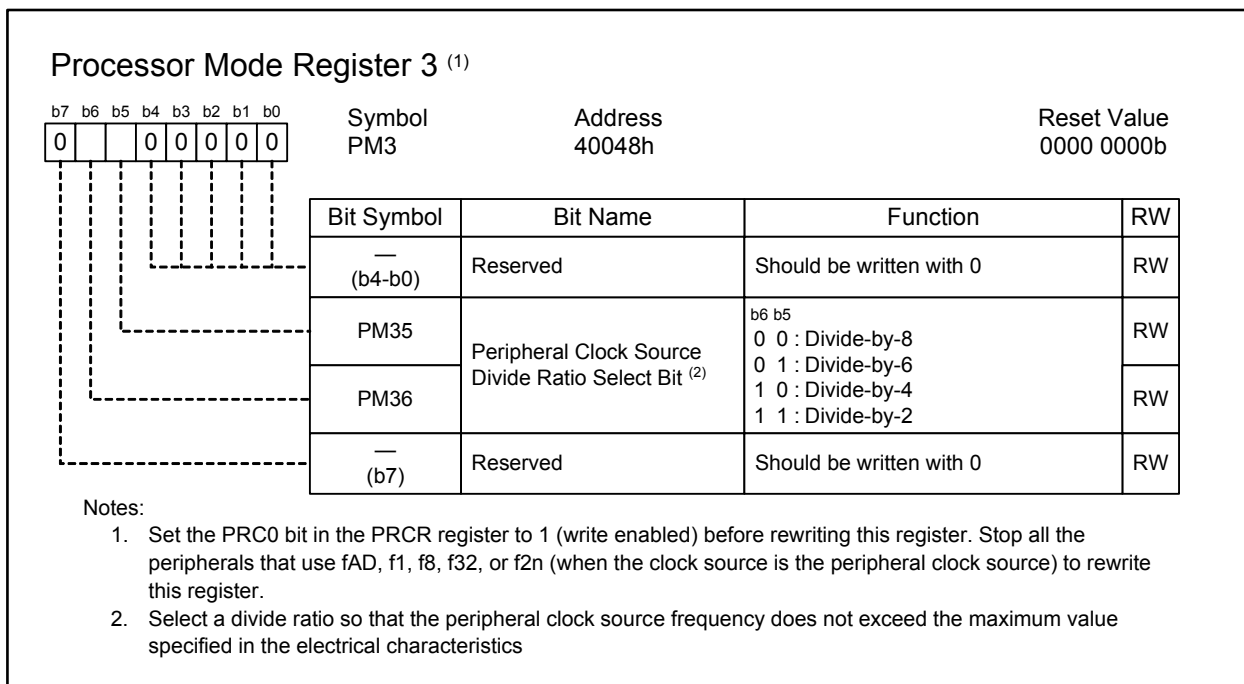 Processor Mode Register 3 (1)
b7 b6 b5 b4 b3 b2 b1 b0
0 0 0 0 0 0
Symbol Address Reset Value
PM3 40048h 0000 0000b
Bit Symbol Bit Name Function RW
—
(b4-b0) Reserved Should be written with 0 RW
PM35 RW
Peripheral Clock Source
Divide Ratio Select Bit (2)
b6 b5
0 0 : Divide-by-8
0 1 : Divide-by-6
1 0 : Divide-by-4
1 1 : Divide-by-2
PM36 RW
—
(b7) Reserved Should be written with 0 RW
Notes:
1. Set the PRC0 bit in the PRCR register to 1 (write enabled) before rewriting this register. Stop all the
peripherals that use fAD, f1, f8, f32, or f2n (when the clock source is the peripheral clock source) to rewrite
this register.
2. Select a divide ratio so that the peripheral clock source frequency does not exceed the maximum value
specified in the electrical characteristics